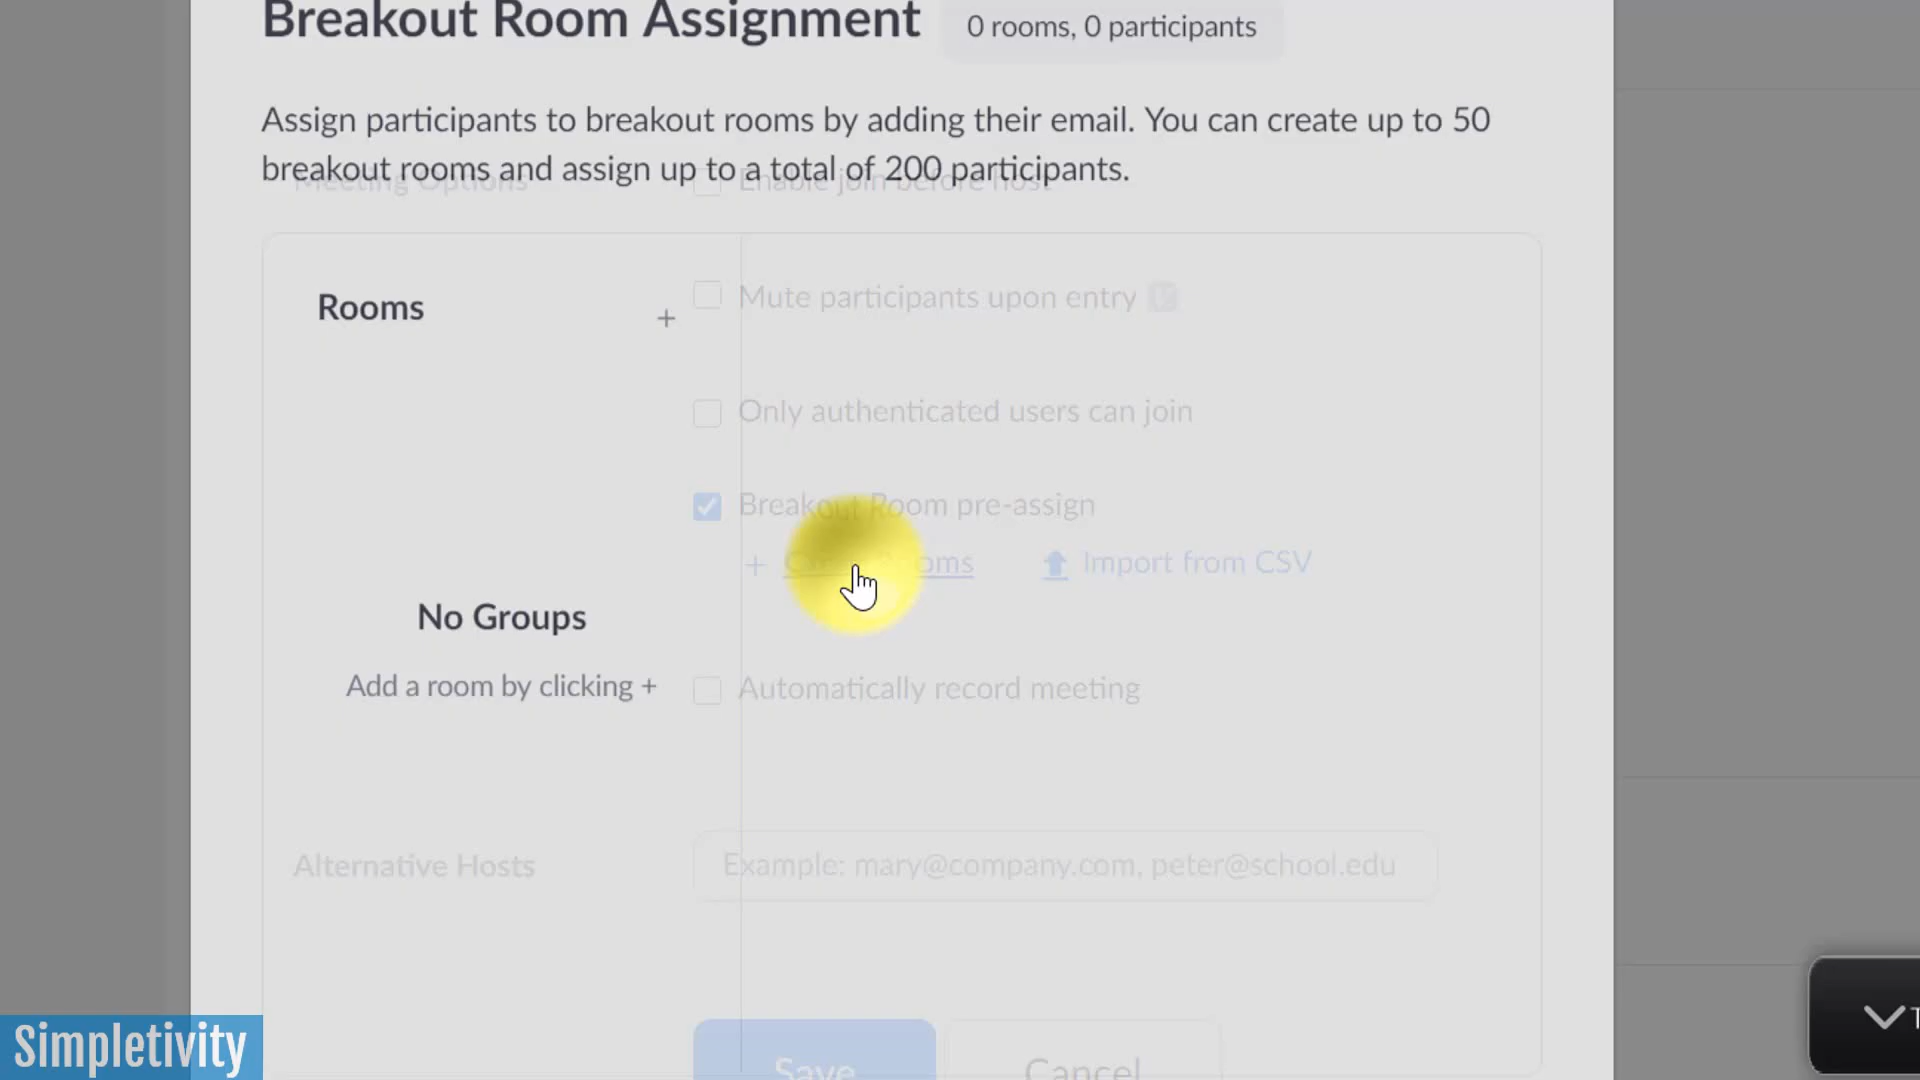 Breakout Room Assignment
0 rooms, 0 participants
Assign participants to breakout rooms by adding their email. You can create up to 50
breakout rooms and assign up to a total of 200 participants.
Meeting Options
Enable join before host
Rooms +
Mute participants upon entry
Only authenticated users can join
Breakout Room pre-assign
+
Import from CSV
No Groups
Add a room by clicking +
Automatically record meeting
Alternative Hosts
Example: mary@company.com, peter@school.edu
Save
Cancel
Simpletivity